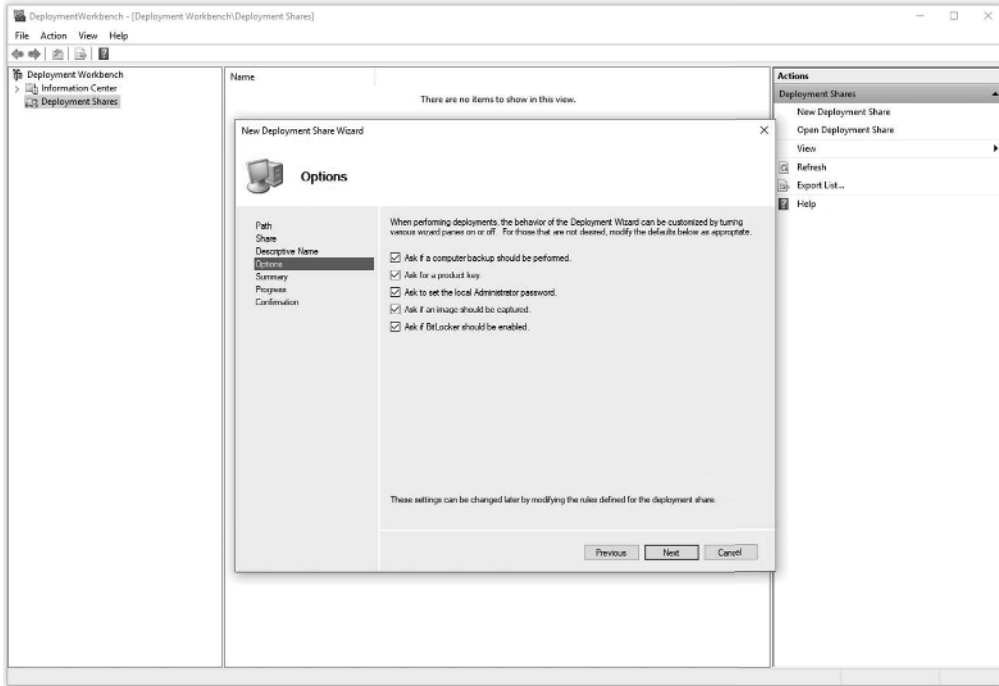 DeploymentWorkbench - [Deployment Workbench\Deployment Shares]
File Action View Help
Deployment Workbench
Information Center
Deployment Shares
Name
There are no items to show in this view.
Actions
Deployment Shares
New Deployment Share
Open Deployment Share
View
Refresh
Export List...
Help
New Deployment Share Wizard
Options
Path
Share
Descriptive Name
Options
Summary
Progress
Confirmation
When performing deployments, the behavior of the Deployment Wizard can be customized by turning
various wizard panes on or off. For those that are not desired, modify the defaults below as appropriate.
Ask if a computer backup should be performed.
Ask for a product key.
Ask to set the local Administrator password.
Ask if an image should be captured.
Ask if BitLocker should be enabled.
These settings can be changed later by modifying the rules defined for the deployment share.
Previous Next Cancel